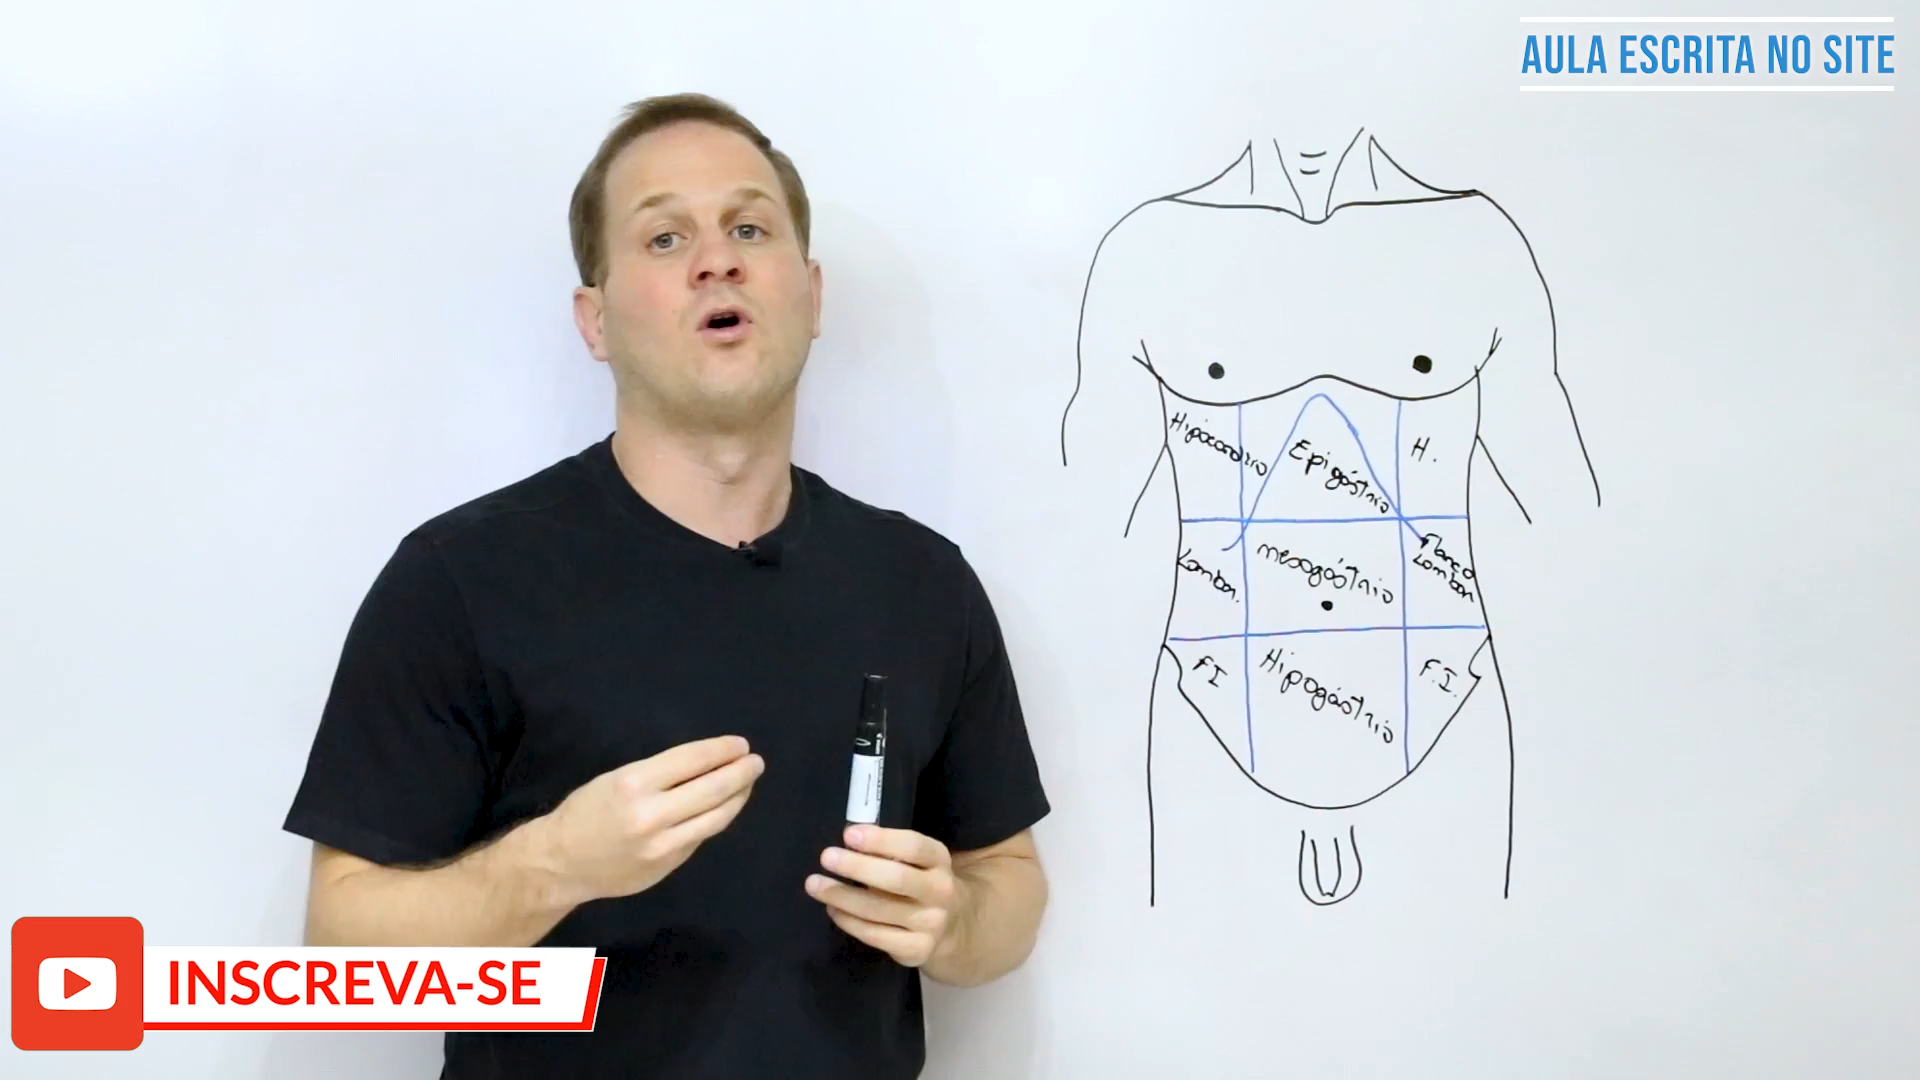 AULA ESCRITA NO SITE
Hipocondrio
Epigástrio
H.
Lombar.
mesogástrio
Flanco
Lombar
FI
Hipogástrio
F.I.
INSCREVA-SE